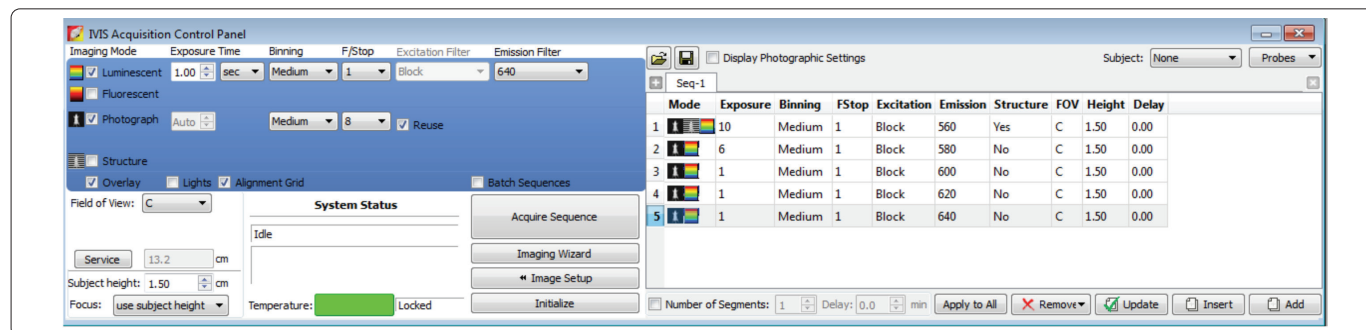 IVIS Acquisition Control Panel
Imaging Mode Exposure Time Binning F/Stop Excitation Filter Emission Filter
Luminescent 1.00 sec Medium 1 Block 640
Fluorescent
Photograph Auto Medium 8 Reuse
Structure
Overlay Lights Alignment Grid Batch Sequences
Field of View: C
Service 13.2 cm
Subject height: 1.50 cm
Focus: use subject height
System Status
Idle
Temperature: Locked
Acquire Sequence
Imaging Wizard
Image Setup
Initialize
Display Photographic Settings Subject: None Probes
Seq-1
Mode Exposure Binning FStop Excitation Emission Structure FOV Height Delay
1 10 Medium 1 Block 560 Yes C 1.50 0.00
2 6 Medium 1 Block 580 No C 1.50 0.00
3 1 Medium 1 Block 600 No C 1.50 0.00
4 1 Medium 1 Block 620 No C 1.50 0.00
5 1 Medium 1 Block 640 No C 1.50 0.00
Number of Segments: 1 Delay: 0.0 min Apply to All Remove Update Insert Add